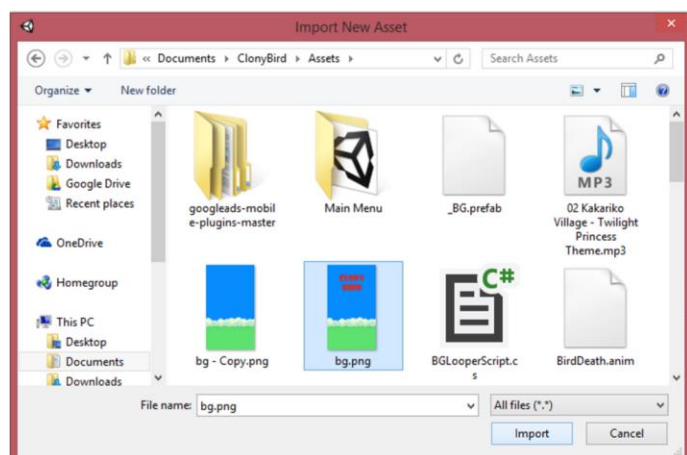 Import New Asset
« Documents ▸ ClonyBird ▸ Assets ▸
Search Assets
Organize
New folder
Favorites
Desktop
Downloads
Google Drive
Recent places
OneDrive
Homegroup
This PC
Desktop
Documents
Downloads
googleads-mobil
e-plugins-master
Main Menu
_BG.prefab
MP3
02 Kakariko
Village - Twilight
Princess
Theme.mp3
bg - Copy.png
bg.png
C#
BGLooperScript.c
s
BirdDeath.anim
File name: bg.png
All files (*.*)
Import
Cancel